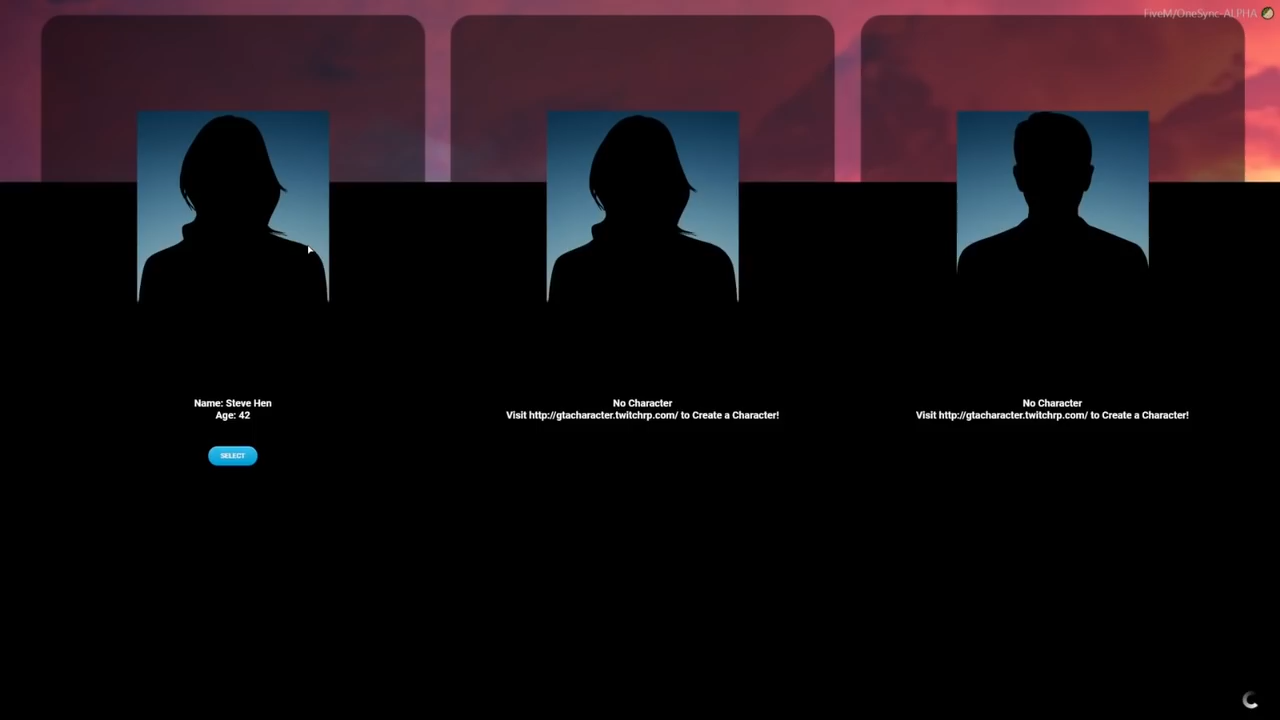 FiveM/OneSync-ALPHA
Name: Steve Hen
Age: 42
SELECT
No Character
Visit http://gtacharacter.twitchrp.com/ to Create a Character!
No Character
Visit http://gtacharacter.twitchrp.com/ to Create a Character!